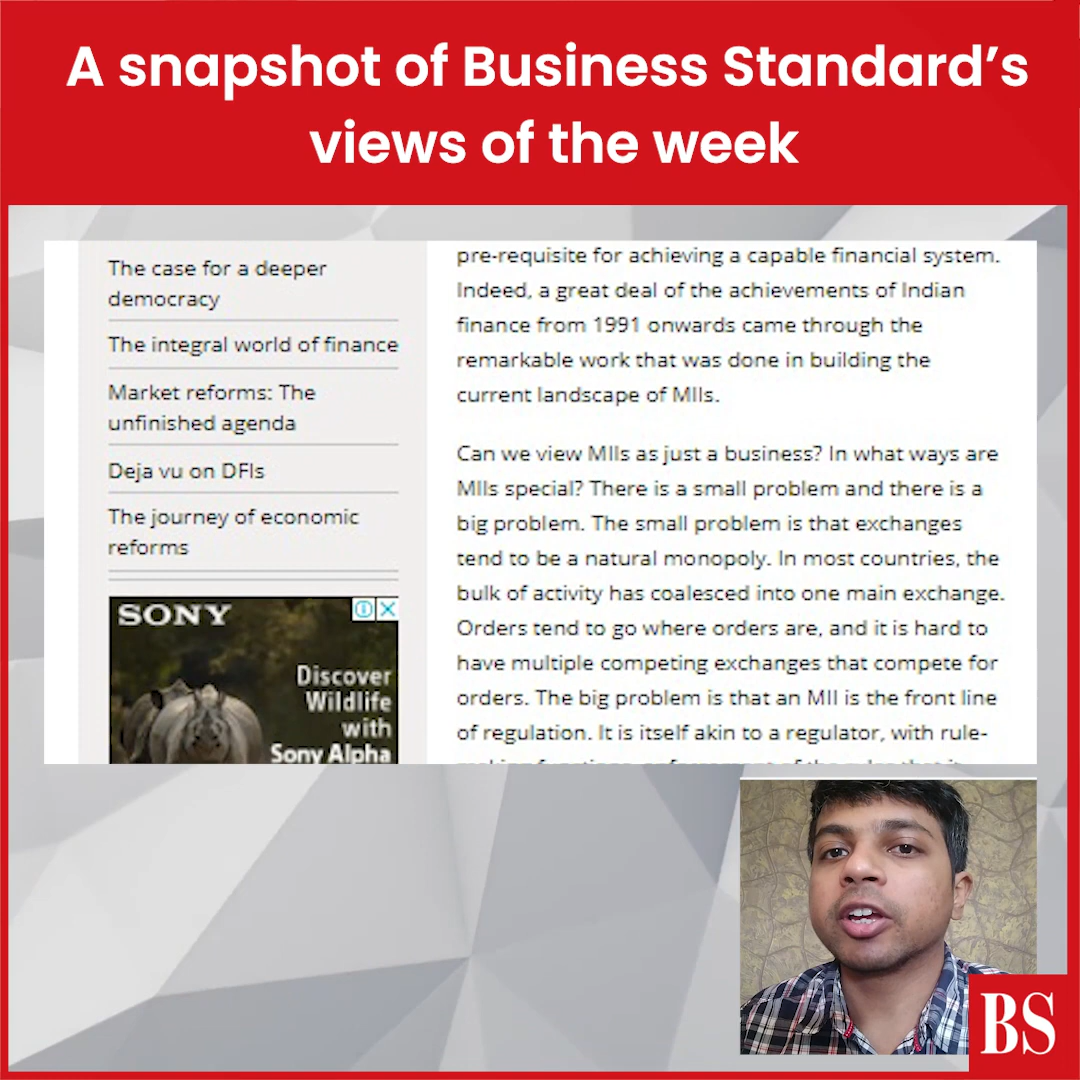 A snapshot of Business Standard's
views of the week
The case for a deeper
democracy
The integral world of finance
Market reforms: The
unfinished agenda
Deja vu on DFIs
The journey of economic
reforms
SONY
Discover
Wildlife
with
Sony Alpha
pre-requisite for achieving a capable financial system.
Indeed, a great deal of the achievements of Indian
finance from 1991 onwards came through the
remarkable work that was done in building the
current landscape of MIIs.
Can we view MIIs as just a business? In what ways are
MIIs special? There is a small problem and there is a
big problem. The small problem is that exchanges
tend to be a natural monopoly. In most countries, the
bulk of activity has coalesced into one main exchange.
Orders tend to go where orders are, and it is hard to
have multiple competing exchanges that compete for
orders. The big problem is that an MII is the front line
of regulation. It is itself akin to a regulator, with rule-
BS